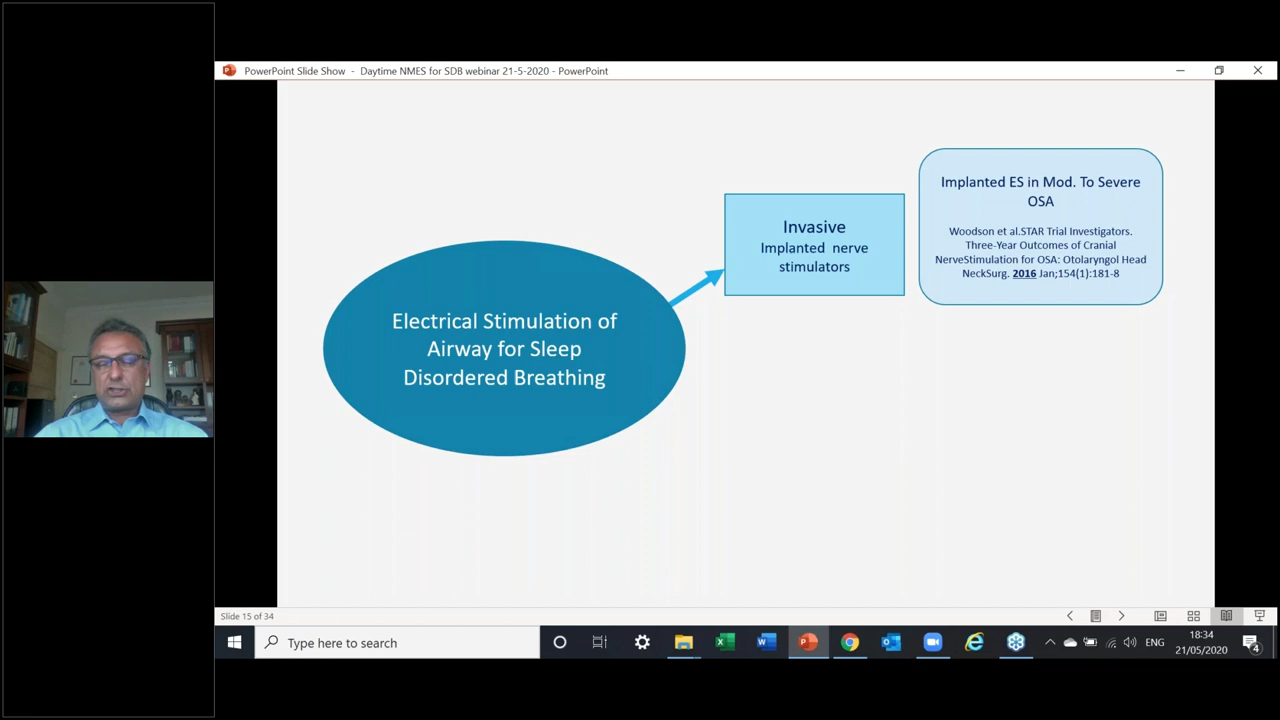 PowerPoint Slide Show - Daytime NMES for SDB webinar 21-5-2020 - PowerPoint
Electrical Stimulation of
Airway for Sleep
Disordered Breathing
Invasive
Implanted nerve
stimulators
Implanted ES in Mod. To Severe
OSA
Woodson et al.STAR Trial Investigators.
Three-Year Outcomes of Cranial
NerveStimulation for OSA: Otolaryngol Head
NeckSurg. 2016 Jan;154(1):181-8
Slide 15 of 34
Type here to search
ENG
18:34
21/05/2020
4